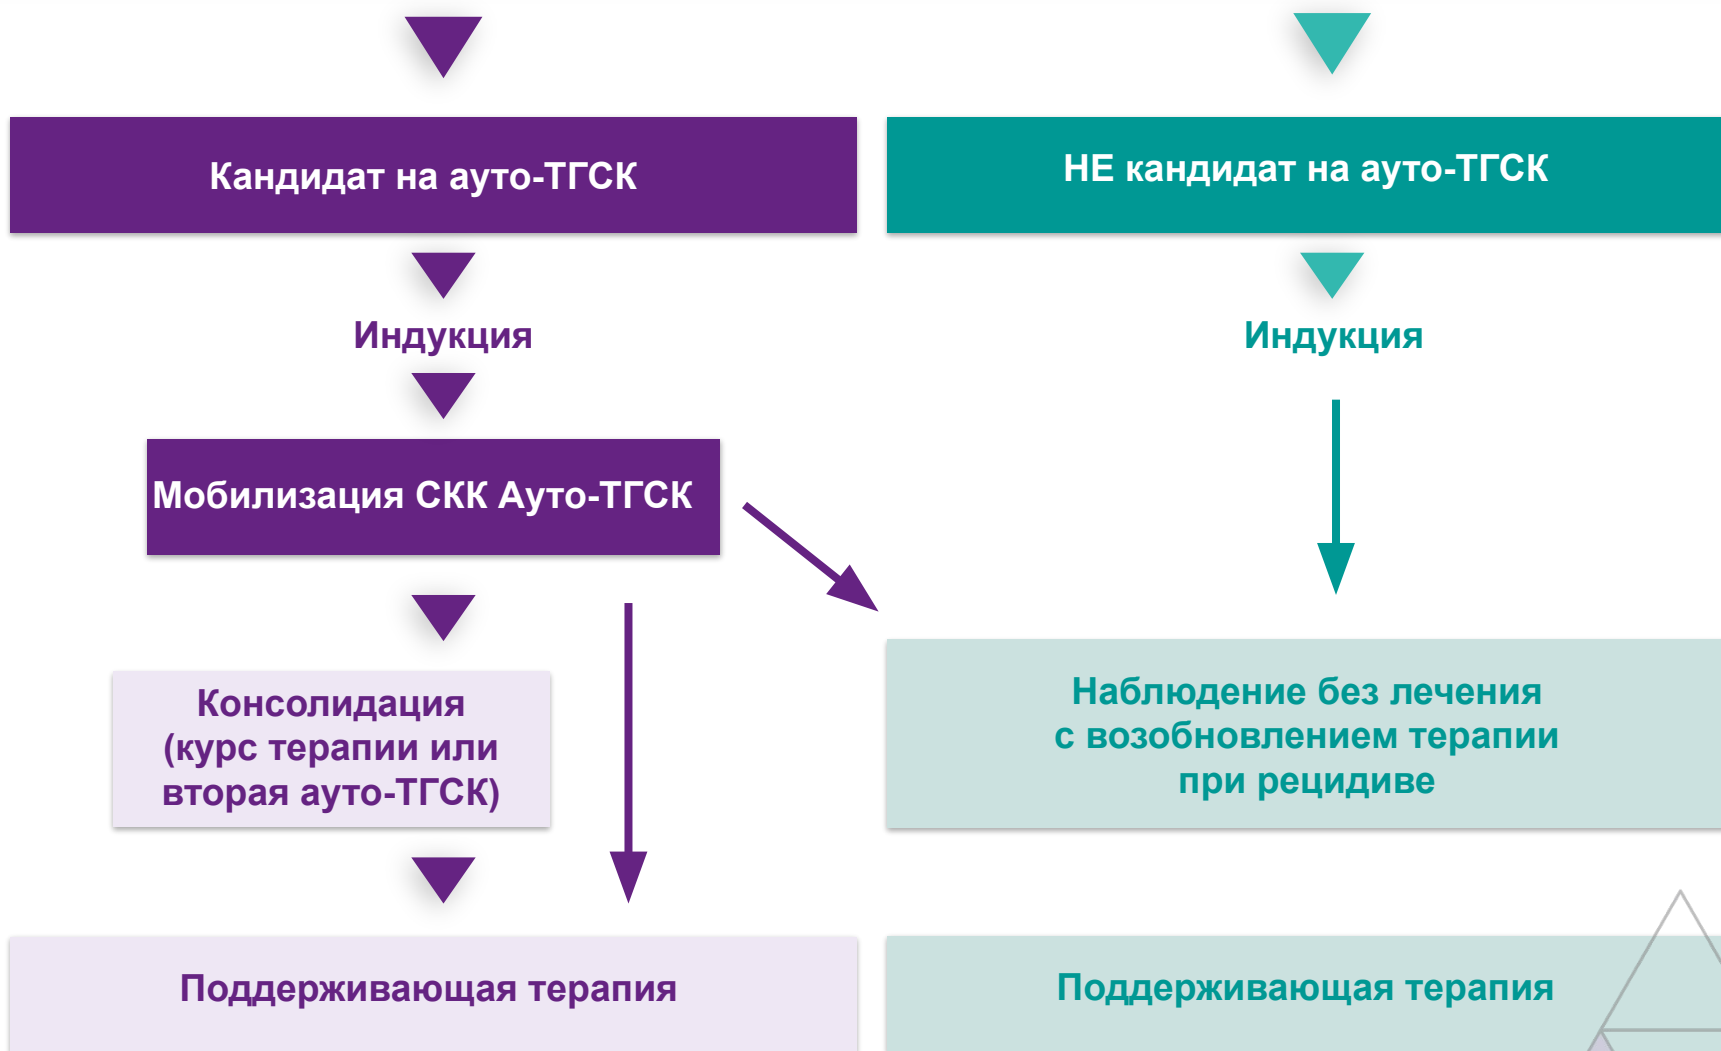 Кандидат на ауто-ТГСК
НЕ кандидат на ауто-ТГСК
Индукция
Индукция
Мобилизация СКК Ауто-ТГСК
Консолидация
(курс терапии или
вторая ауто-ТГСК)
Наблюдение без лечения
с возобновлением терапии
при рецидиве
Поддерживающая терапия
Поддерживающая терапия